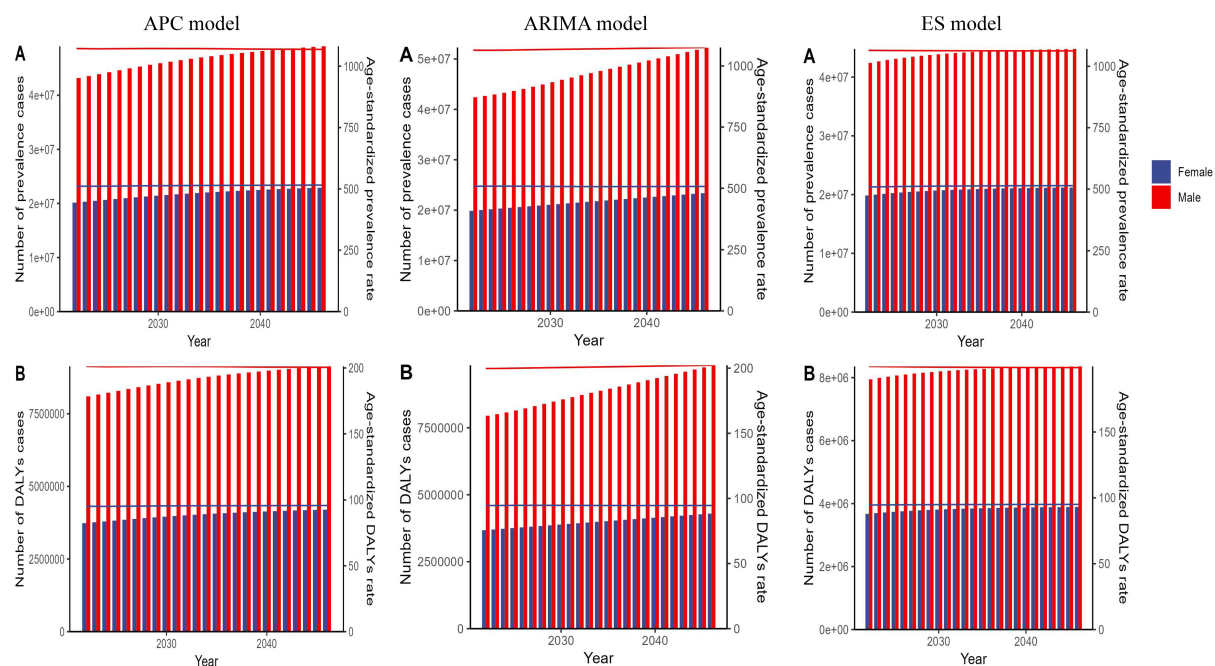 APC model
ARIMA model
ES model
A
Number of prevalence cases
4e+07
3e+07
2e+07
1e+07
0e+00
1000
750
500
250
0
Age-standardized prevalence rate
2030
2040
Year
A
Number of prevalence cases
5e+07
4e+07
3e+07
2e+07
1e+07
0e+00
1000
750
500
250
0
Age-standardized prevalence rate
2030
2040
Year
A
Number of prevalence cases
4e+07
3e+07
2e+07
1e+07
0e+00
1000
750
500
250
0
Age-standardized prevalence rate
2030
2040
Year
Female
Male
B
Number of DALYs cases
7500000
5000000
2500000
0
200
150
100
50
0
Age-standardized DALYs rate
2030
2040
Year
B
Number of DALYs cases
7500000
5000000
2500000
0
200
150
100
50
0
Age-standardized DALYs rate
2030
2040
Year
B
Number of DALYs cases
8e+06
6e+06
4e+06
2e+06
0e+00
150
100
50
0
Age-standardized DALYs rate
2030
2040
Year